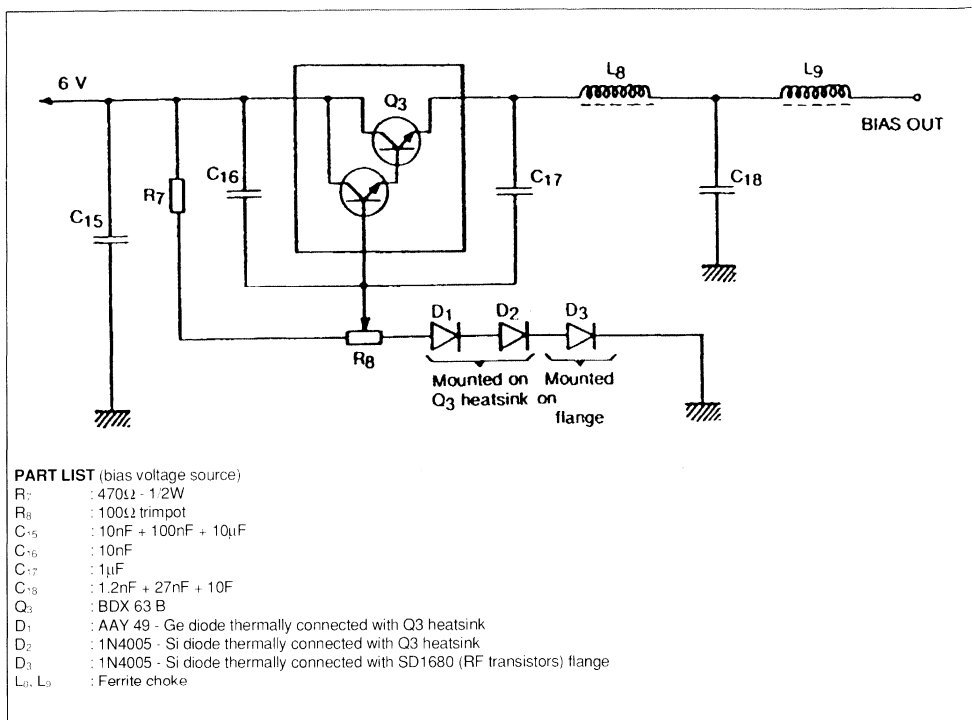 6 V
Q3
L8
L9
BIAS OUT
C16
C17
C18
R7
C15
R8
D1
D2
D3
Mounted on
Q3 heatsink
Mounted
on
flange
PART LIST (bias voltage source)
R7 : 470Ω - 1/2W
R8 : 100Ω trimpot
C15 : 10nF + 100nF + 10µF
C16 : 10nF
C17 : 1µF
C18 : 1.2nF + 27nF + 10F
Q3 : BDX 63 B
D1 : AAY 49 - Ge diode thermally connected with Q3 heatsink
D2 : 1N4005 - Si diode thermally connected with Q3 heatsink
D3 : 1N4005 - Si diode thermally connected with SD1680 (RF transistors) flange
L8, L9 : Ferrite choke